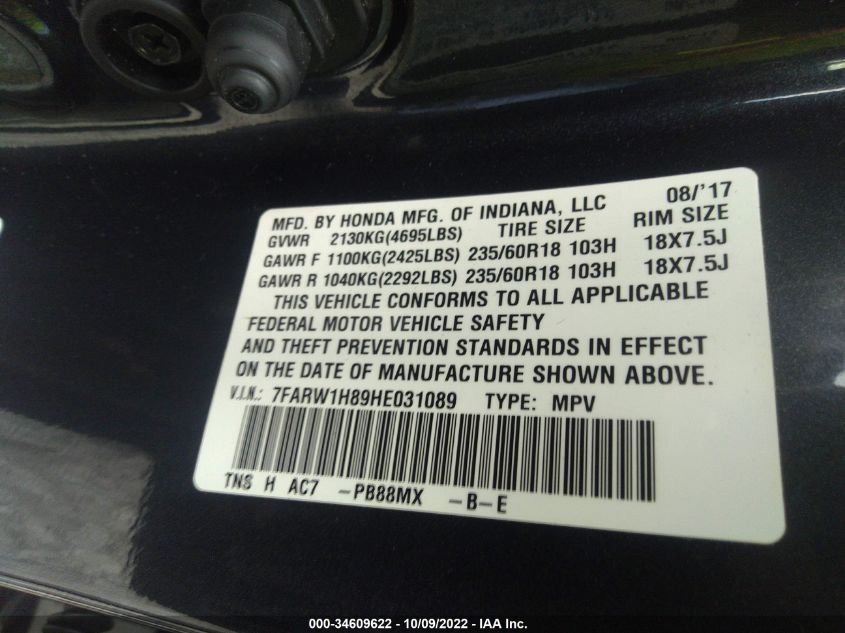 MFD. BY HONDA MFG. OF INDIANA, LLC 08/'17
GVWR 2130KG(4695LBS) TIRE SIZE RIM SIZE
GAWR F 1100KG(2425LBS) 235/60R18 103H 18X7.5J
GAWR R 1040KG(2292LBS) 235/60R18 103H 18X7.5J
THIS VEHICLE CONFORMS TO ALL APPLICABLE
FEDERAL MOTOR VEHICLE SAFETY
AND THEFT PREVENTION STANDARDS IN EFFECT
ON THE DATE OF MANUFACTURE SHOWN ABOVE.
V.I.N.: 7FARW1H89HE031089 TYPE: MPV
TNS H AC7 -PB88MX -B-E
000-34609622 - 10/09/2022 - IAA Inc.